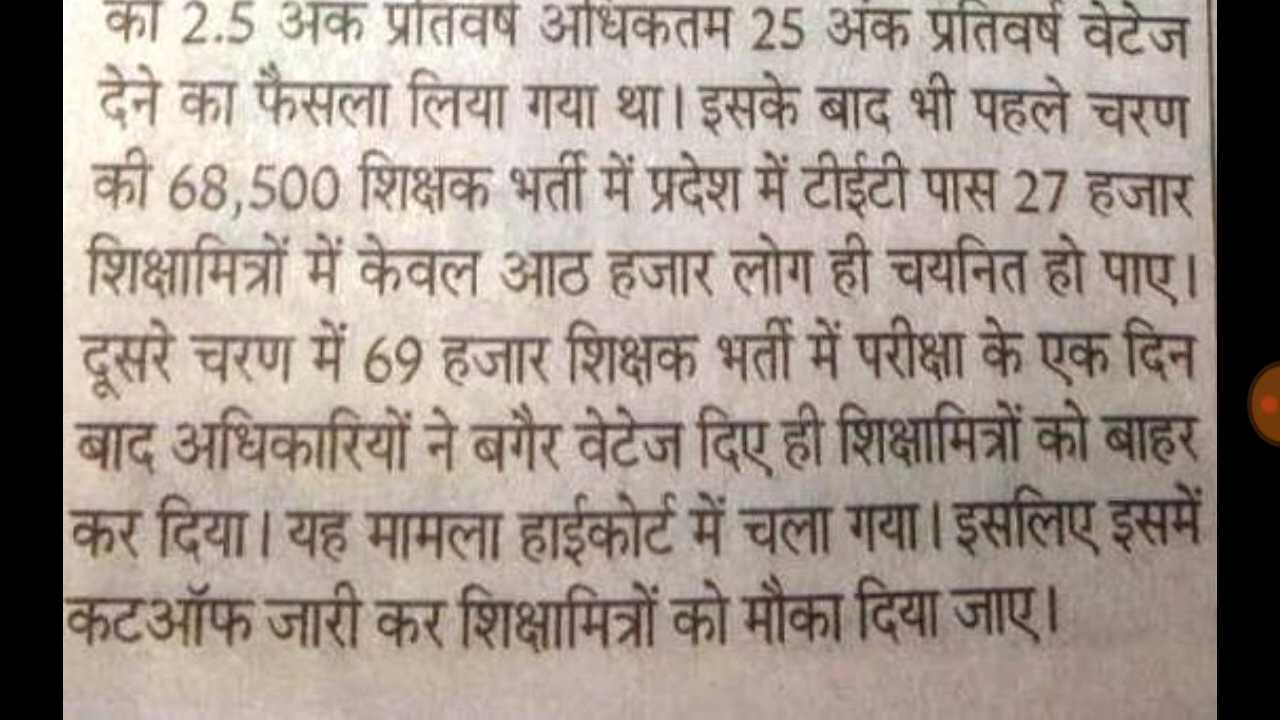 को 2.5 अंक प्रतिवर्ष अधिकतम 25 अंक प्रतिवर्ष वेटेज
देने का फैसला लिया गया था। इसके बाद भी पहले चरण
की 68,500 शिक्षक भर्ती में प्रदेश में टीईटी पास 27 हजार
शिक्षामित्रों में केवल आठ हजार लोग ही चयनित हो पाए।
दूसरे चरण में 69 हजार शिक्षक भर्ती में परीक्षा के एक दिन
बाद अधिकारियों ने बगैर वेटेज दिए ही शिक्षामित्रों को बाहर
कर दिया। यह मामला हाईकोर्ट में चला गया। इसलिए इसमें
कटऑफ जारी कर शिक्षामित्रों को मौका दिया जाए।